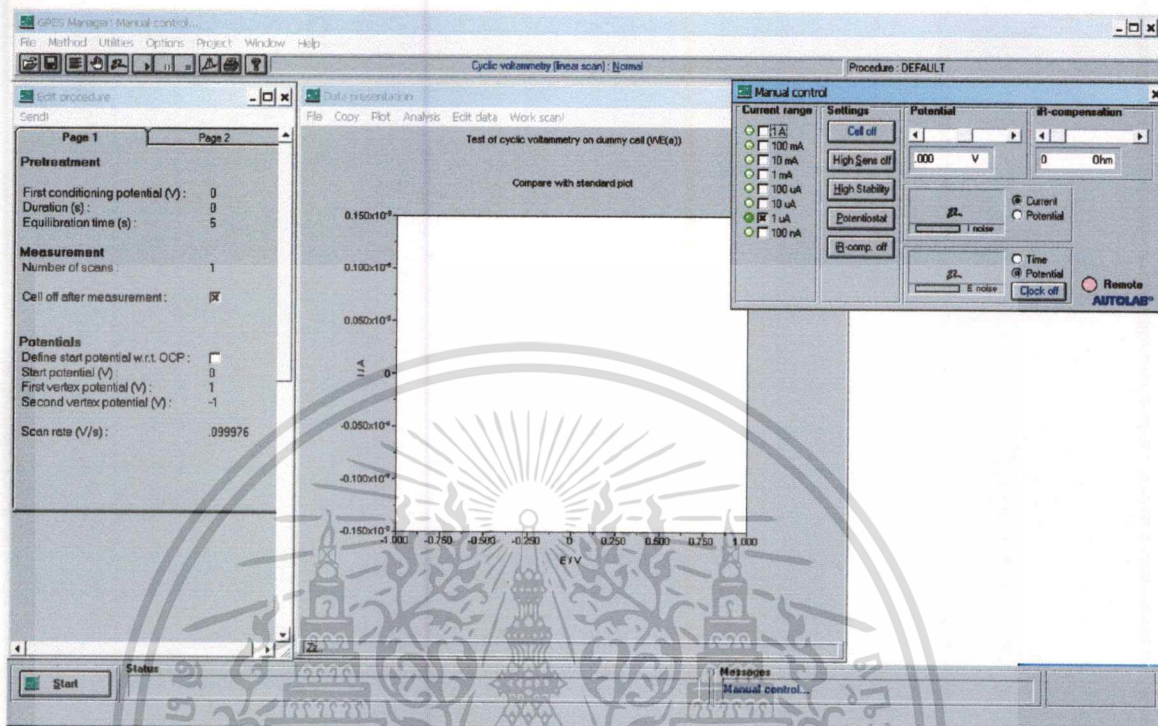 GPES Manager: Manual control...
File Method Utilities Options Project Window Help
Cyclic voltammetry (linear scan) : Normal
Procedure : DEFAULT
Edit procedure
Send!
Page 1
Page 2
Pretreatment
First conditioning potential (V) : 0
Duration (s) : 0
Equilibration time (s) : 5
Measurement
Number of scans : 1
Cell off after measurement :
Potentials
Define start potential w.r.t. OCP :
Start potential (V) : 0
First vertex potential (V) : 1
Second vertex potential (V) : -1
Scan rate (V/s) : .099976
Data presentation
File Copy Plot Analysis Edit data Work scan!
Test of cyclic voltammetry on dummy cell (WE(a))
Compare with standard plot
0.150x10
0.100x10
0.050x10
0
-0.050x10
-0.100x10
-0.150x10
i / A
-1.000 -0.750 -0.500 -0.250 0 0.250 0.500 0.750 1.000
E / V
Manual control
Current range
1 A
100 mA
10 mA
1 mA
100 uA
10 uA
1 uA
100 nA
Settings
Cell off
High Sens off
High Stability
Potentiostat
iR-comp. off
Potential
.000 V
iR-compensation
0 Ohm
I noise
Current
Potential
E noise
Time
Potential
Clock off
Remote
AUTOLAB
Start
Status
Messages
Manual control...